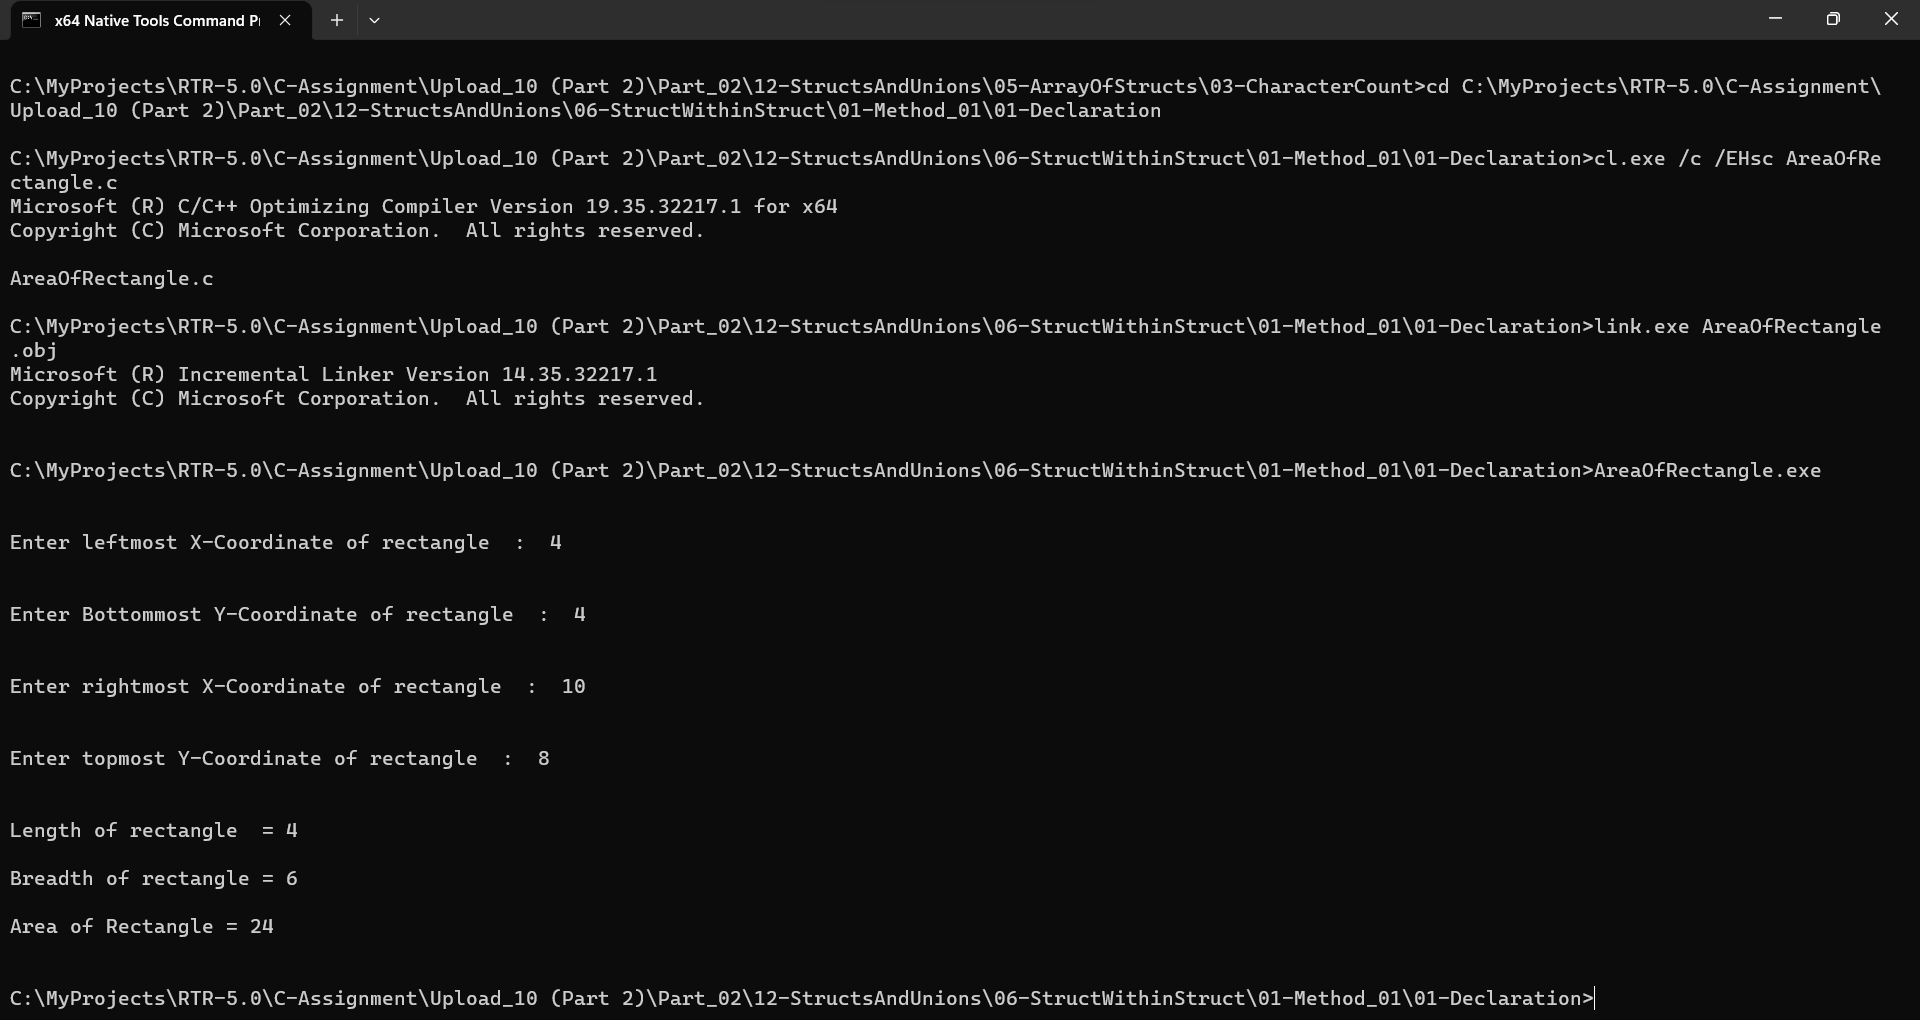 x64 Native Tools Command P
C:\MyProjects\RTR-5.0\C-Assignment\Upload_10 (Part 2)\Part_02\12-StructsAndUnions\05-ArrayOfStructs\03-CharacterCount>cd C:\MyProjects\RTR-5.0\C-Assignment\
Upload_10 (Part 2)\Part_02\12-StructsAndUnions\06-StructWithinStruct\01-Method_01\01-Declaration
C:\MyProjects\RTR-5.0\C-Assignment\Upload_10 (Part 2)\Part_02\12-StructsAndUnions\06-StructWithinStruct\01-Method_01\01-Declaration>cl.exe /c /EHsc AreaOfRe
ctangle.c
Microsoft (R) C/C++ Optimizing Compiler Version 19.35.32217.1 for x64
Copyright (C) Microsoft Corporation.  All rights reserved.
AreaOfRectangle.c
C:\MyProjects\RTR-5.0\C-Assignment\Upload_10 (Part 2)\Part_02\12-StructsAndUnions\06-StructWithinStruct\01-Method_01\01-Declaration>link.exe AreaOfRectangle
.obj
Microsoft (R) Incremental Linker Version 14.35.32217.1
Copyright (C) Microsoft Corporation.  All rights reserved.
C:\MyProjects\RTR-5.0\C-Assignment\Upload_10 (Part 2)\Part_02\12-StructsAndUnions\06-StructWithinStruct\01-Method_01\01-Declaration>AreaOfRectangle.exe
Enter leftmost X-Coordinate of rectangle  :  4
Enter Bottommost Y-Coordinate of rectangle  :  4
Enter rightmost X-Coordinate of rectangle  :  10
Enter topmost Y-Coordinate of rectangle  :  8
Length of rectangle  = 4
Breadth of rectangle = 6
Area of Rectangle = 24
C:\MyProjects\RTR-5.0\C-Assignment\Upload_10 (Part 2)\Part_02\12-StructsAndUnions\06-StructWithinStruct\01-Method_01\01-Declaration>